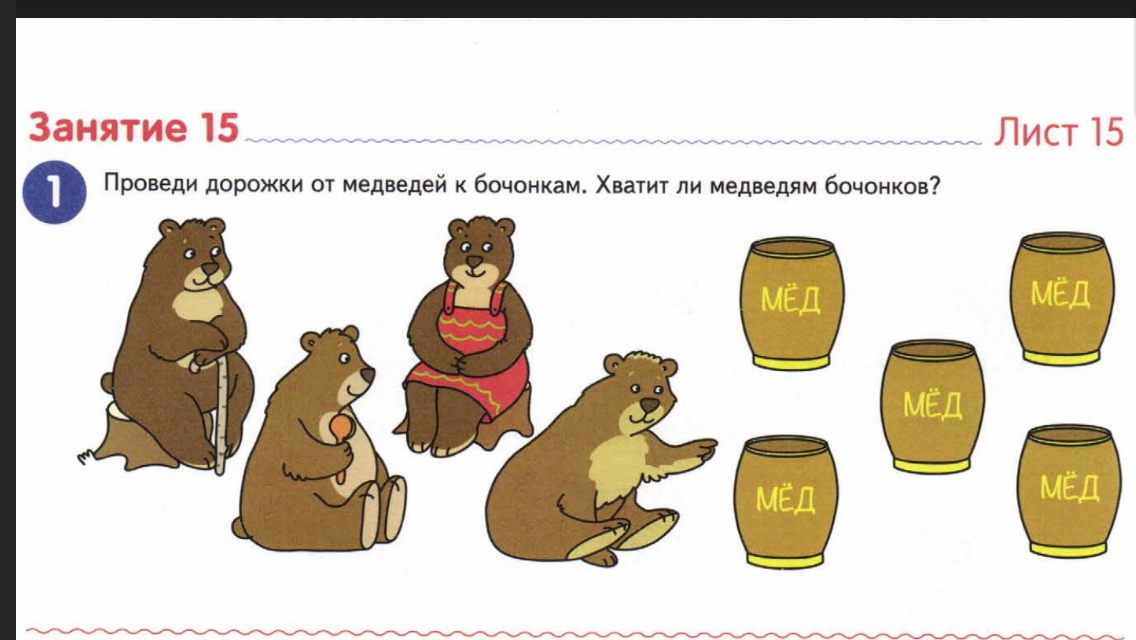 Занятие 15
Лист 15
1
Проведи дорожки от медведей к бочонкам. Хватит ли медведям бочонков?
МЁД
МЁД
МЁД
МЁД
МЁД